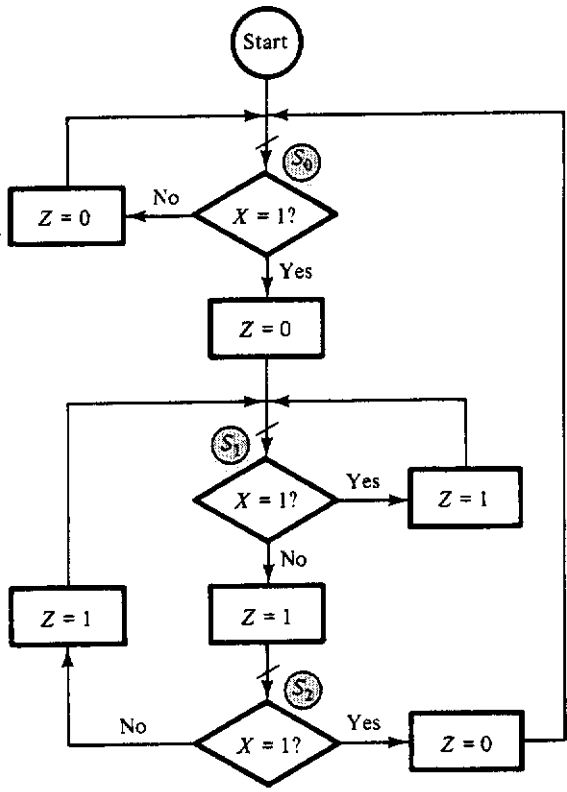 Start
S₀
No
X = 1?
Z = 0
Yes
Z = 0
S₁
Yes
X = 1?
Z = 1
No
Z = 1
Z = 1
S₂
No
Yes
X = 1?
Z = 0